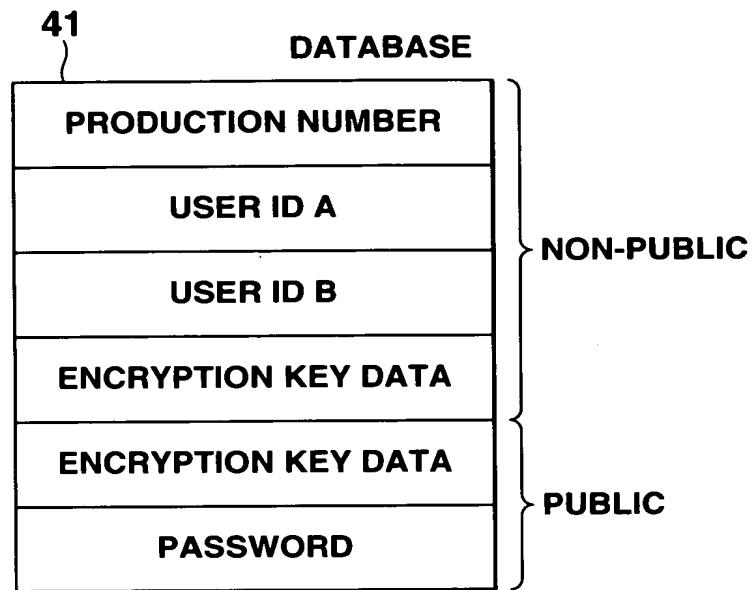 41
DATABASE
PRODUCTION NUMBER
USER ID A
USER ID B
NON-PUBLIC
ENCRYPTION KEY DATA
ENCRYPTION KEY DATA
PUBLIC
PASSWORD